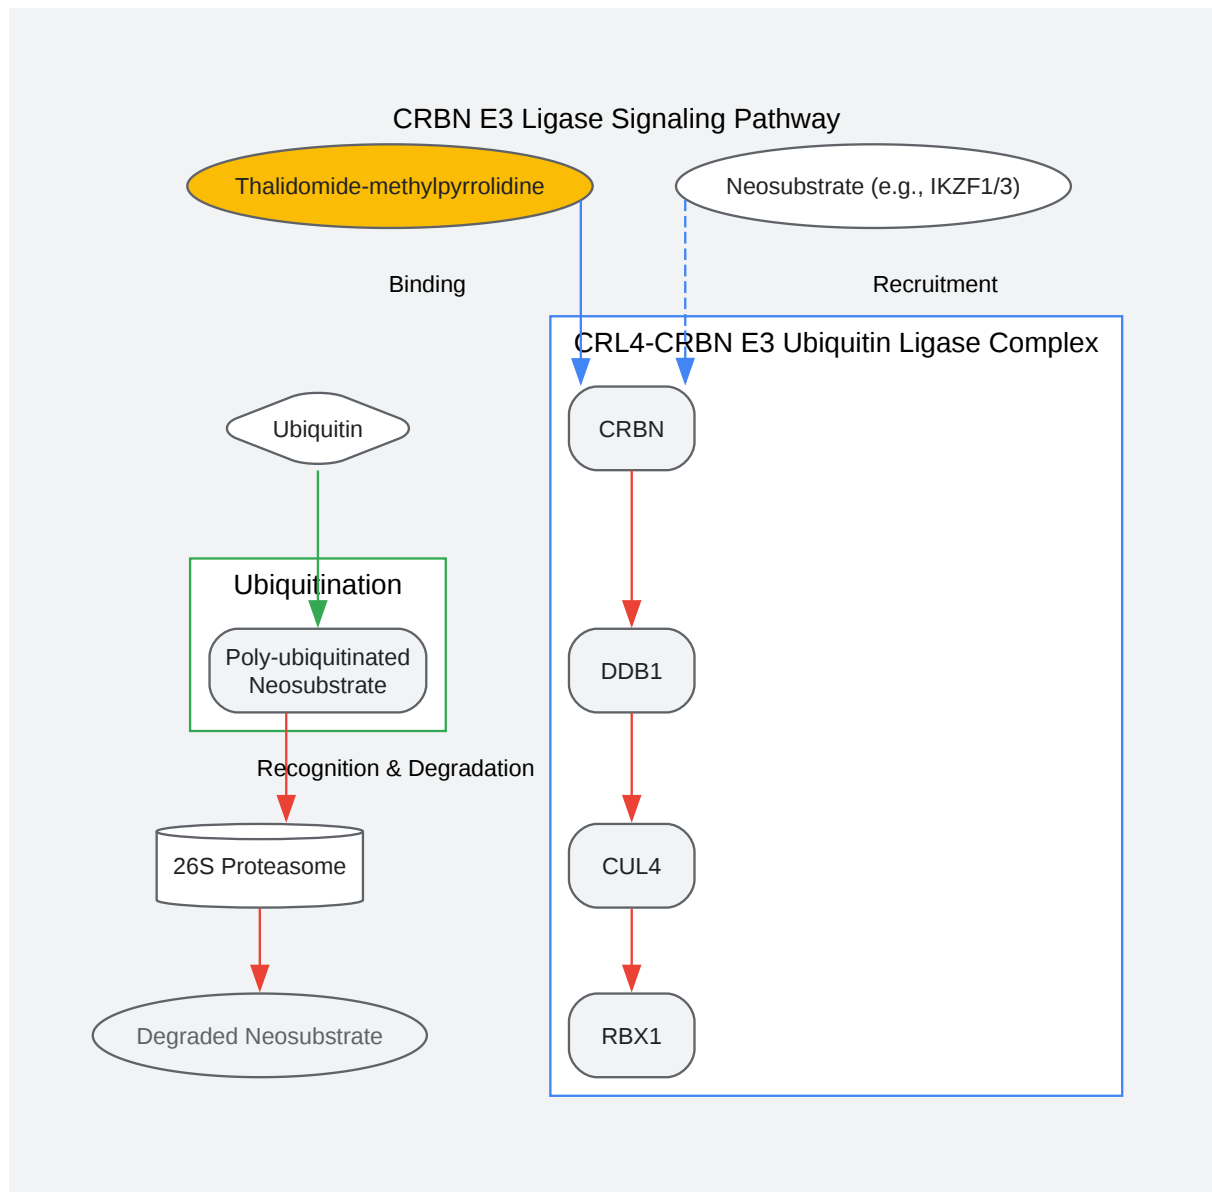 CRBN E3 Ligase Signaling Pathway
Thalidomide-methylpyrrolidine
Neosubstrate (e.g., IKZF1/3)
Binding
Recruitment
CRL4-CRBN E3 Ubiquitin Ligase Complex
Ubiquitin
CRBN
Ubiquitination
Poly-ubiquitinated
Neosubstrate
DDB1
Recognition & Degradation
26S Proteasome
CUL4
Degraded Neosubstrate
RBX1